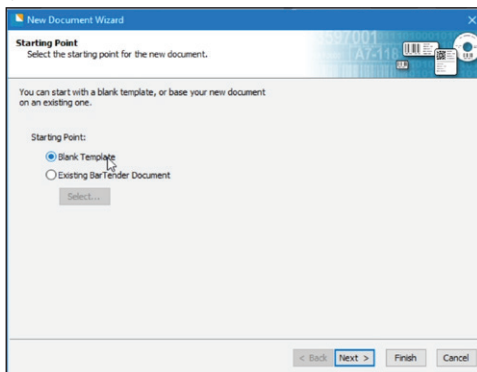 New Document Wizard
Starting Point
Select the starting point for the new document.
You can start with a blank template, or base your new document
on an existing one.
Starting Point:
Blank Template
Existing BarTender Document
Select...
< Back
Next >
Finish
Cancel